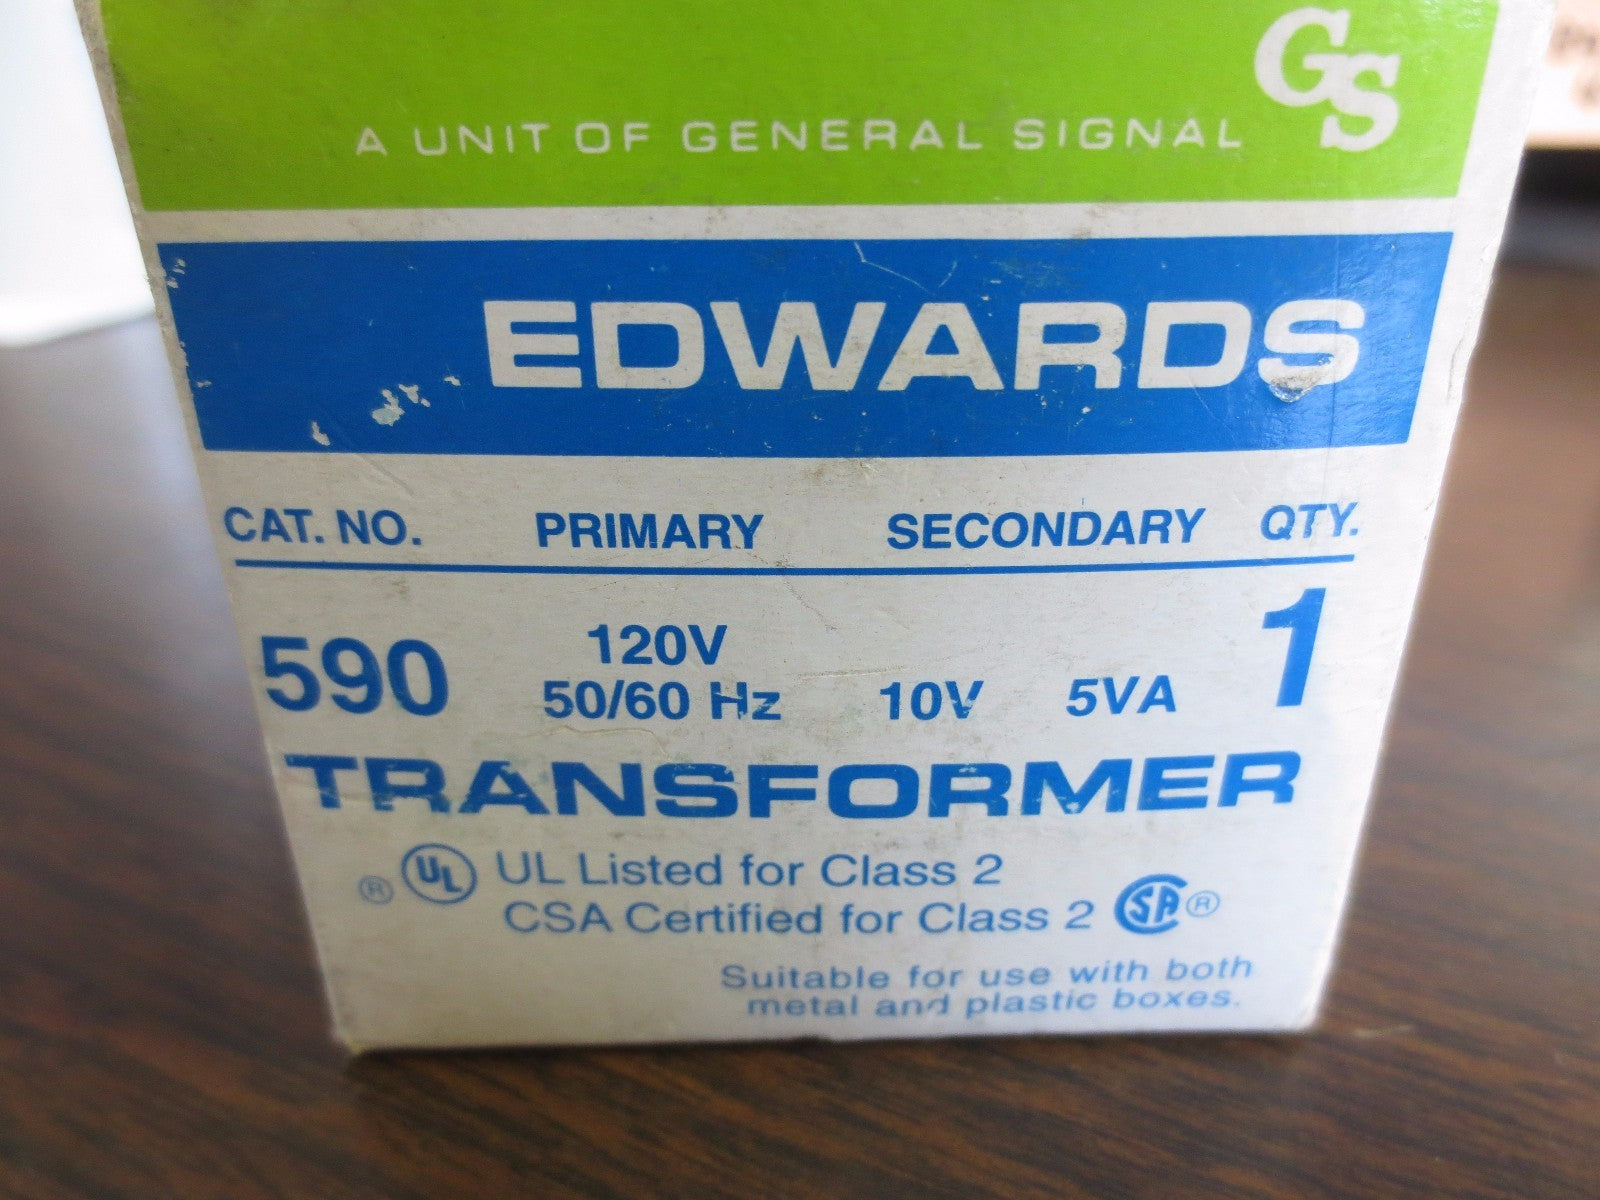 GS
A UNIT OF GENERAL SIGNAL
EDWARDS
CAT. NO. PRIMARY SECONDARY QTY.
590 120V 50/60 Hz 10V 5VA 1
TRANSFORMER
® UL UL Listed for Class 2
CSA Certified for Class 2 SA ®
Suitable for use with both
metal and plastic boxes.